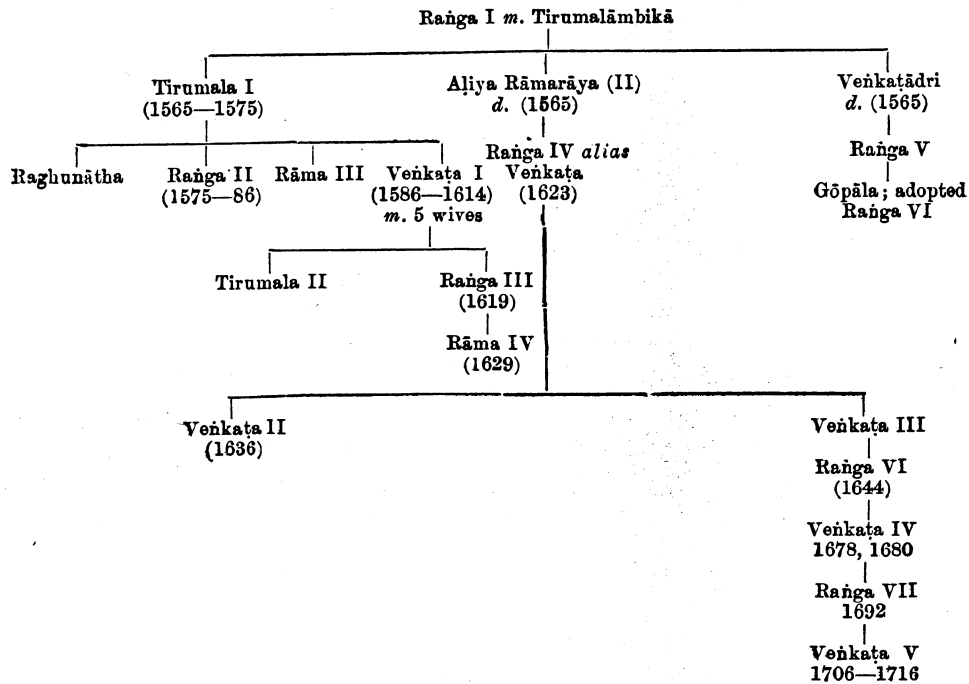 Raṅga I m. Tirumalāmbikā
Tirumala I
(1565—1575)
Aḷiya Rāmarāya (II)
d. (1565)
Veṅkaṭādri
d. (1565)
Raghunātha
Raṅga II
(1575—86)
Rāma III
Veṅkaṭa I
(1586—1614)
m. 5 wives
Raṅga IV alias
Veṅkaṭa
(1623)
Raṅga V
Gōpāla; adopted
Raṅga VI
Tirumala II
Raṅga III
(1619)
Rāma IV
(1629)
Veṅkaṭa II
(1636)
Veṅkaṭa III
Raṅga VI
(1644)
Veṅkaṭa IV
1678, 1680
Raṅga VII
1692
Veṅkaṭa V
1706—1716